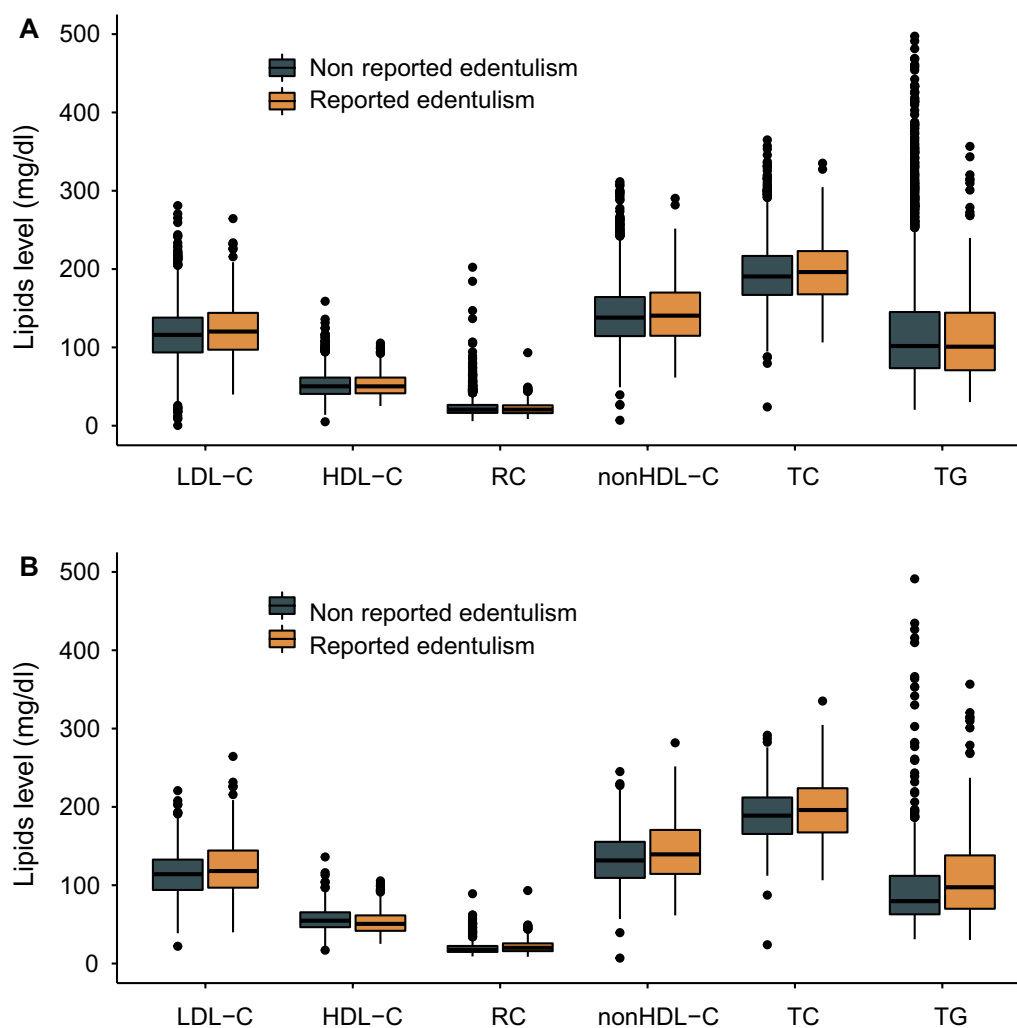 A
Lipids level (mg/dl)
500
400
300
200
100
0
Non reported edentulism
Reported edentulism
LDL−C HDL−C RC nonHDL−C TC TG
B
Lipids level (mg/dl)
500
400
300
200
100
0
Non reported edentulism
Reported edentulism
LDL−C HDL−C RC nonHDL−C TC TG